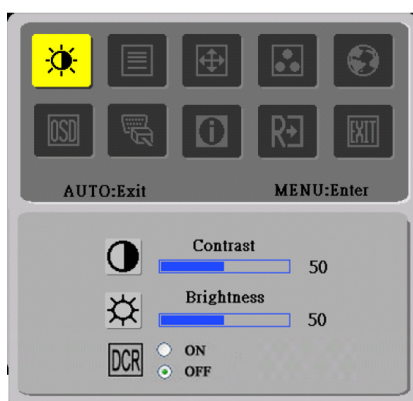 OSD
R
EXIT
AUTO:Exit MENU:Enter
Contrast
50
Brightness
50
DCR
ON
OFF